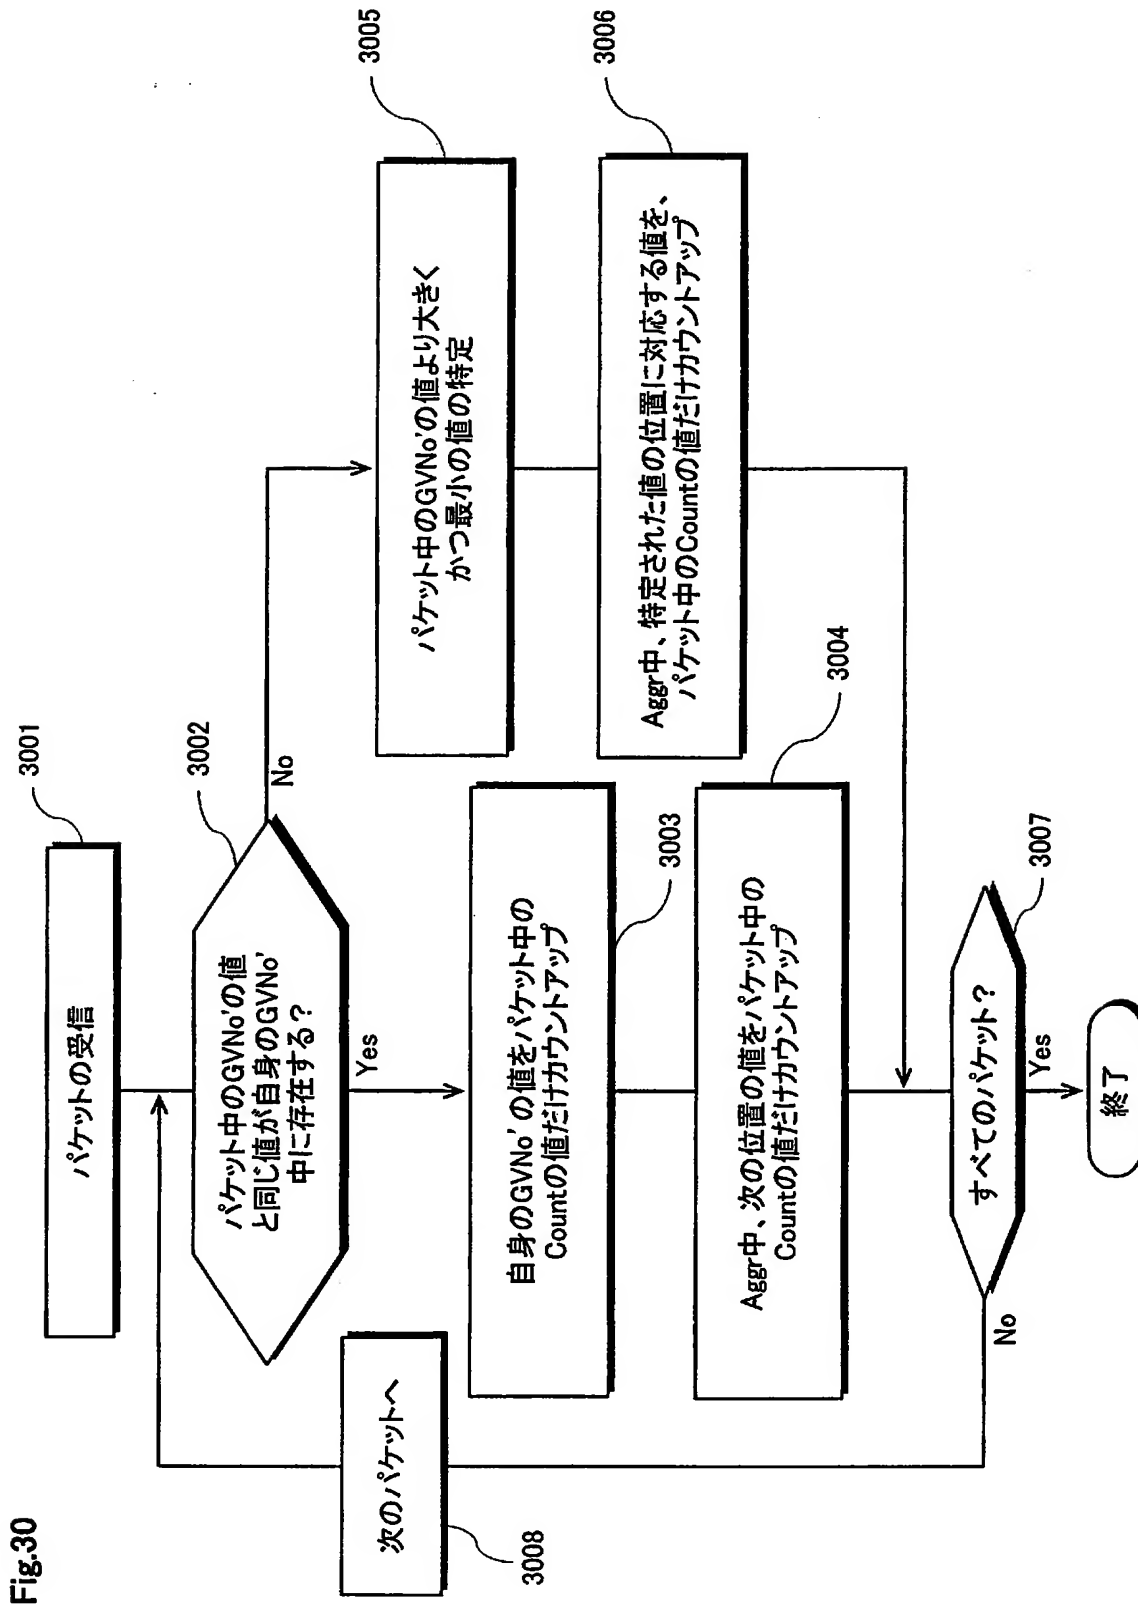 Fig.30
パケットの受信
3001
パケット中のGVNo'の値
と同じ値が自身のGVNo'
中に存在する?
3002
No
Yes
自身のGVNo'の値をパケット中の
Countの値だけカウントアップ
3003
Aggr中、次の位置の値をパケット中の
Countの値だけカウントアップ
3004
パケット中のGVNo'の値より大きく
かつ最小の値の特定
3005
Aggr中、特定された値の位置に対応する値を、
パケット中のCountの値だけカウントアップ
3006
すべてのパケット?
3007
No
Yes
次のパケットへ
3008
終了